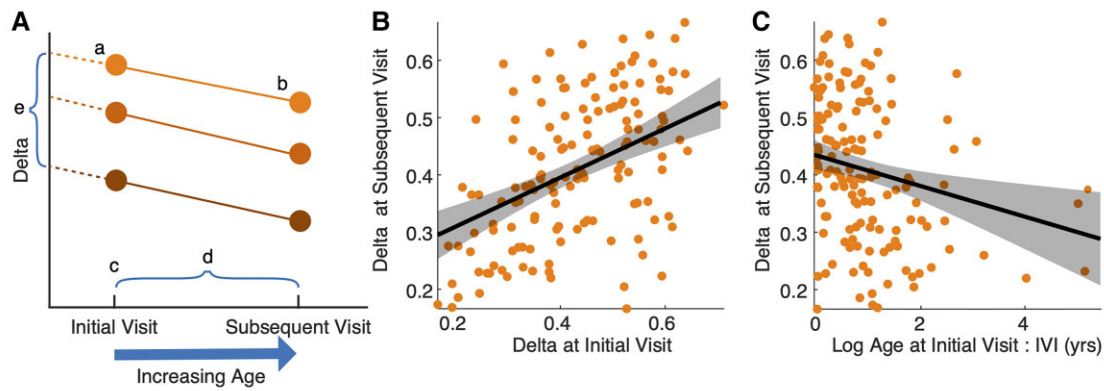 A
a
b
e
Delta
c
d
Initial Visit
Subsequent Visit
Increasing Age
B
Delta at Subsequent Visit
0.6
0.5
0.4
0.3
0.2
0.2
0.4
0.6
Delta at Initial Visit
C
Delta at Subsequent Visit
0.6
0.5
0.4
0.3
0.2
0
2
4
Log Age at Initial Visit : IVI (yrs)